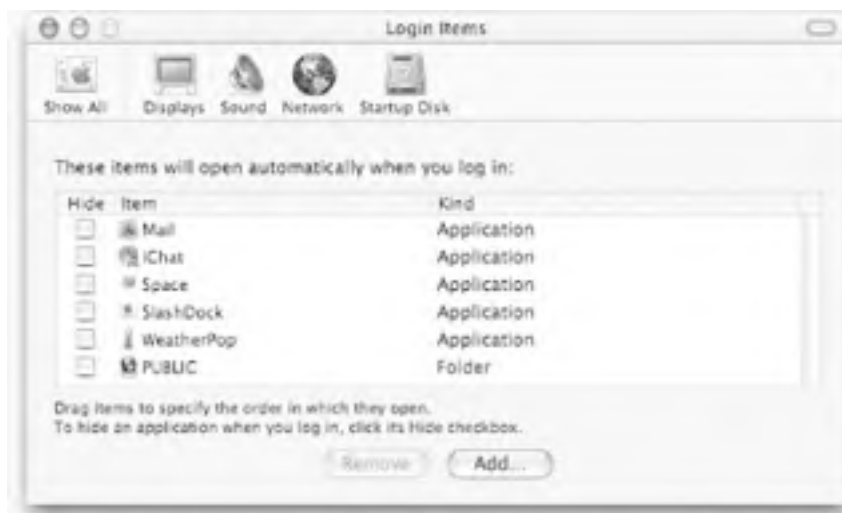 Login Items
Show All Displays Sound Network Startup Disk
These items will open automatically when you log in:
Hide Item Kind
Mail Application
iChat Application
Space Application
SlashDock Application
WeatherPop Application
PUBLIC Folder
Drag items to specify the order in which they open.
To hide an application when you log in, click its Hide checkbox.
Remove Add...